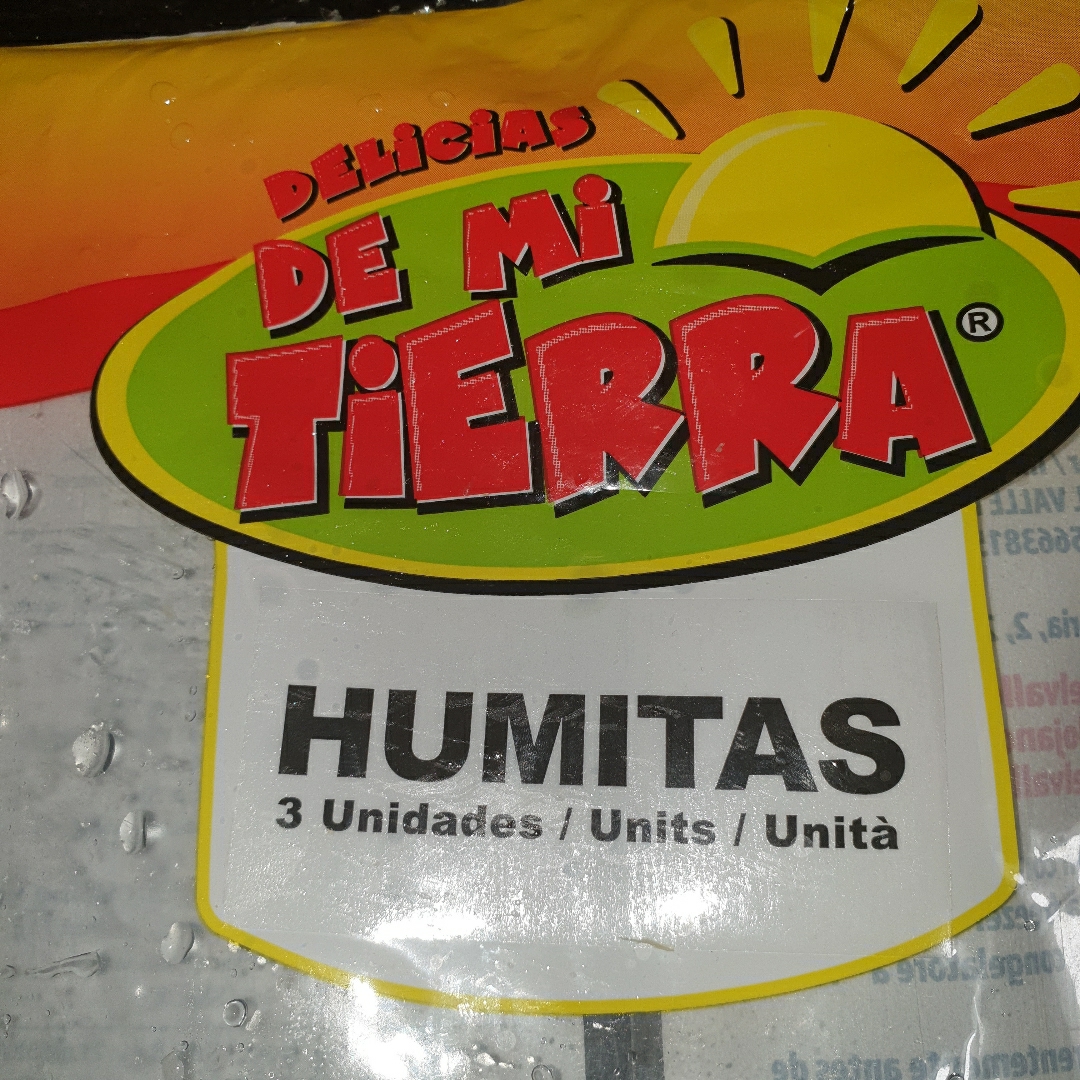 DELiCiAS
DE Mi
TiERRA®
HUMITAS
3 Unidades / Units / Unità